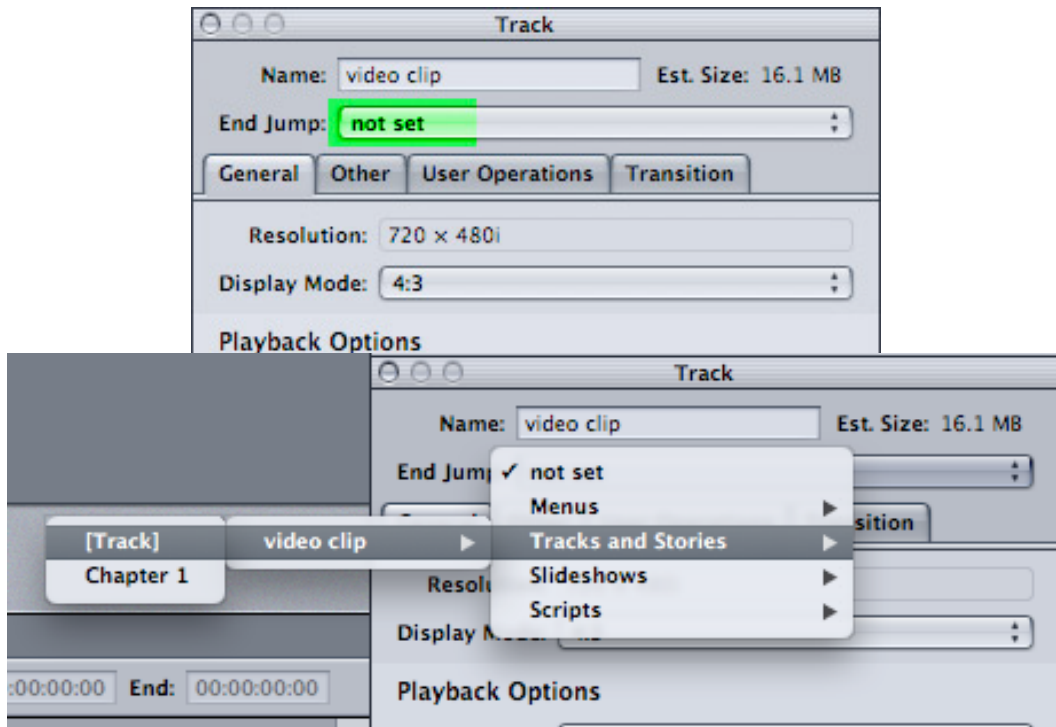 Track
Name: video clip Est. Size: 16.1 MB
End Jump: not set
General Other User Operations Transition
Resolution: 720 × 480i
Display Mode: 4:3
Playback Options
Track
Name: video clip Est. Size: 16.1 MB
End Jump ✓ not set
Menus
[Track] video clip Tracks and Stories
Chapter 1 Slideshows
Scripts
Display
:00:00:00 End: 00:00:00:00
Playback Options